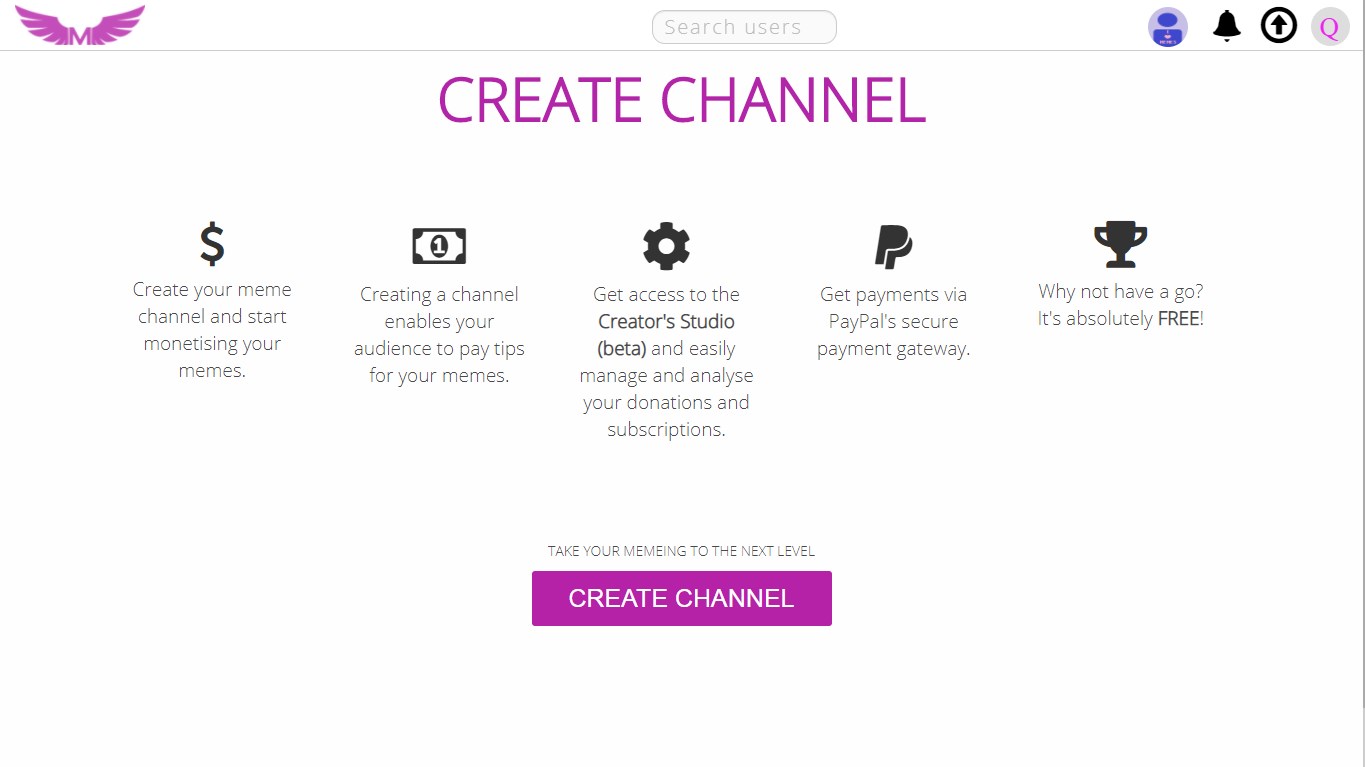 M
Search users
Q
CREATE CHANNEL
Create your meme
channel and start
monetising your
memes.
1
Creating a channel
enables your
audience to pay tips
for your memes.
Get access to the
Creator's Studio
(beta) and easily
manage and analyse
your donations and
subscriptions.
Get payments via
PayPal's secure
payment gateway.
Why not have a go?
It's absolutely FREE!
TAKE YOUR MEMEING TO THE NEXT LEVEL
CREATE CHANNEL